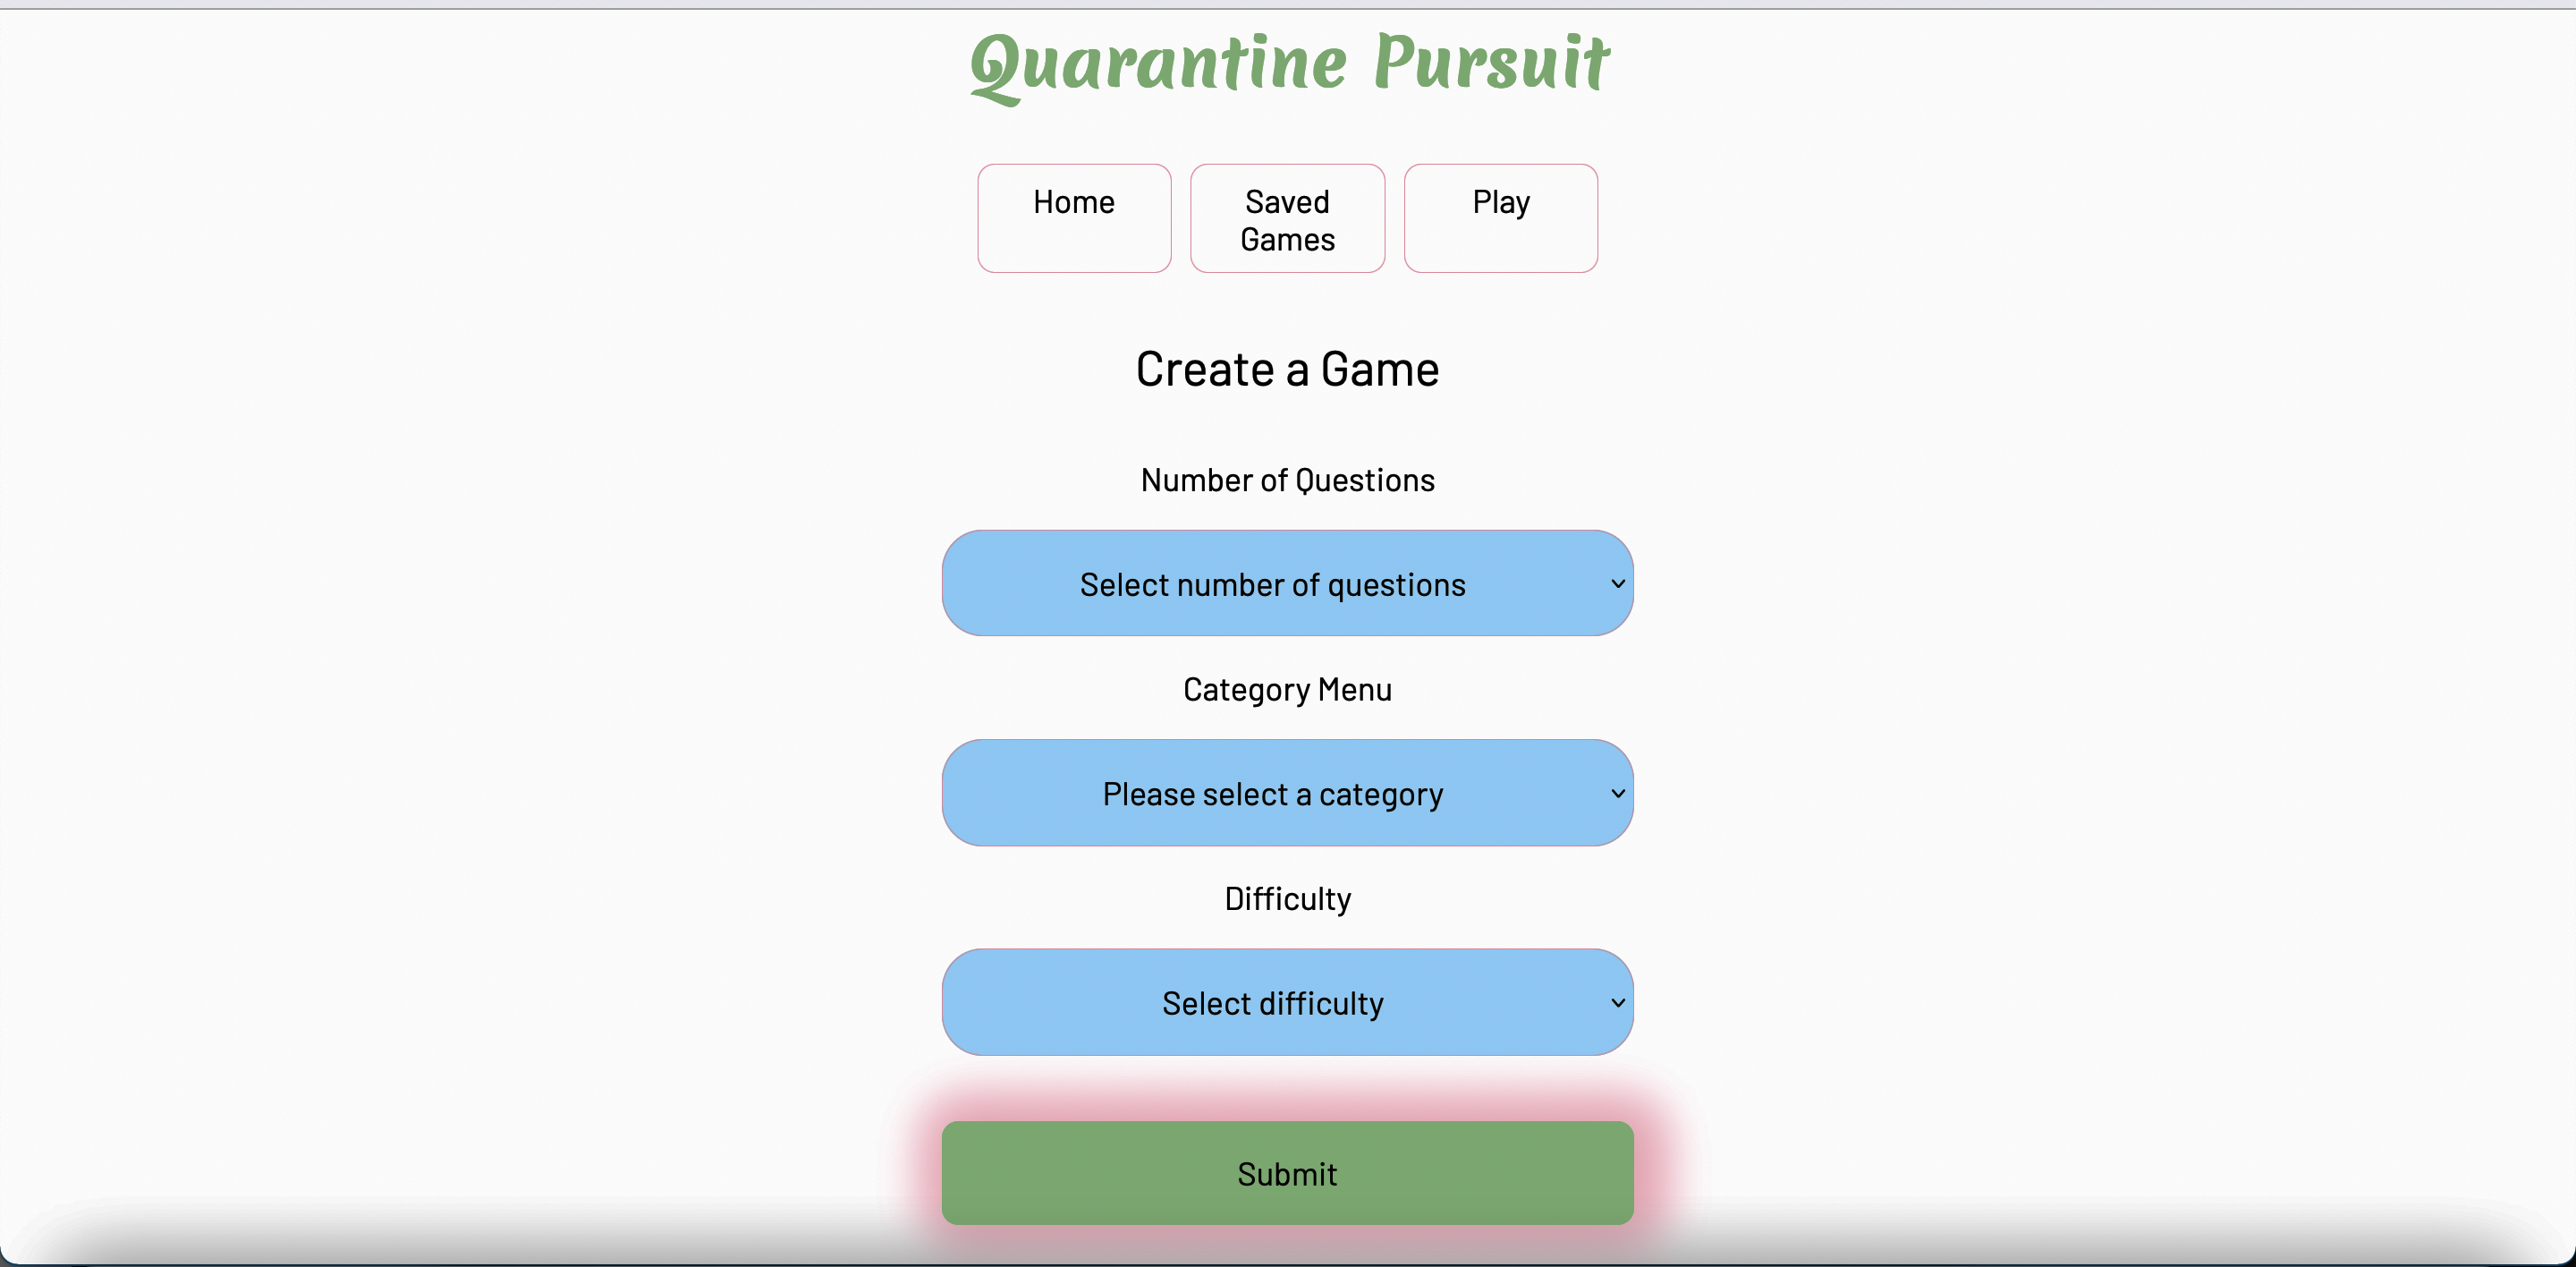 Quarantine Pursuit
Home
Saved
Games
Play
Create a Game
Number of Questions
Select number of questions
Category Menu
Please select a category
Difficulty
Select difficulty
Submit